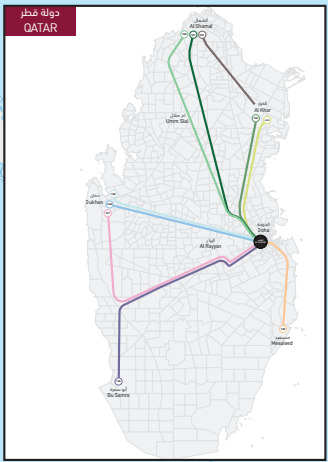 دولة قطر
QATAR
الشمال
Al Shamal
الخور
Al Khor
أم صلال
Umm Slal
دخان
Dukhan
الدوحة
Doha
الريان
Al Rayyan
مسيعيد
Mesaieed
أبو سمرة
Bu Samra